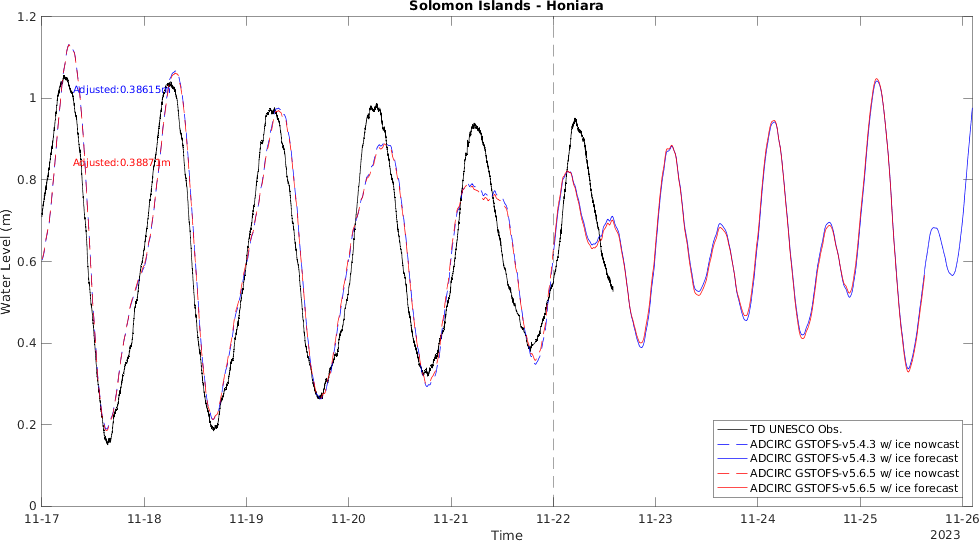 Solomon Islands - Honiara
1.2
1
0.8
0.6
0.4
0.2
0
Water Level (m)
Adjusted:0.38615m
Adjusted:0.38871m
TD UNESCO Obs.
ADCIRC GSTOFS-v5.4.3 w/ ice nowcast
ADCIRC GSTOFS-v5.4.3 w/ ice forecast
ADCIRC GSTOFS-v5.6.5 w/ ice nowcast
ADCIRC GSTOFS-v5.6.5 w/ ice forecast
11-17 11-18 11-19 11-20 11-21 11-22 11-23 11-24 11-25 11-26
Time
2023